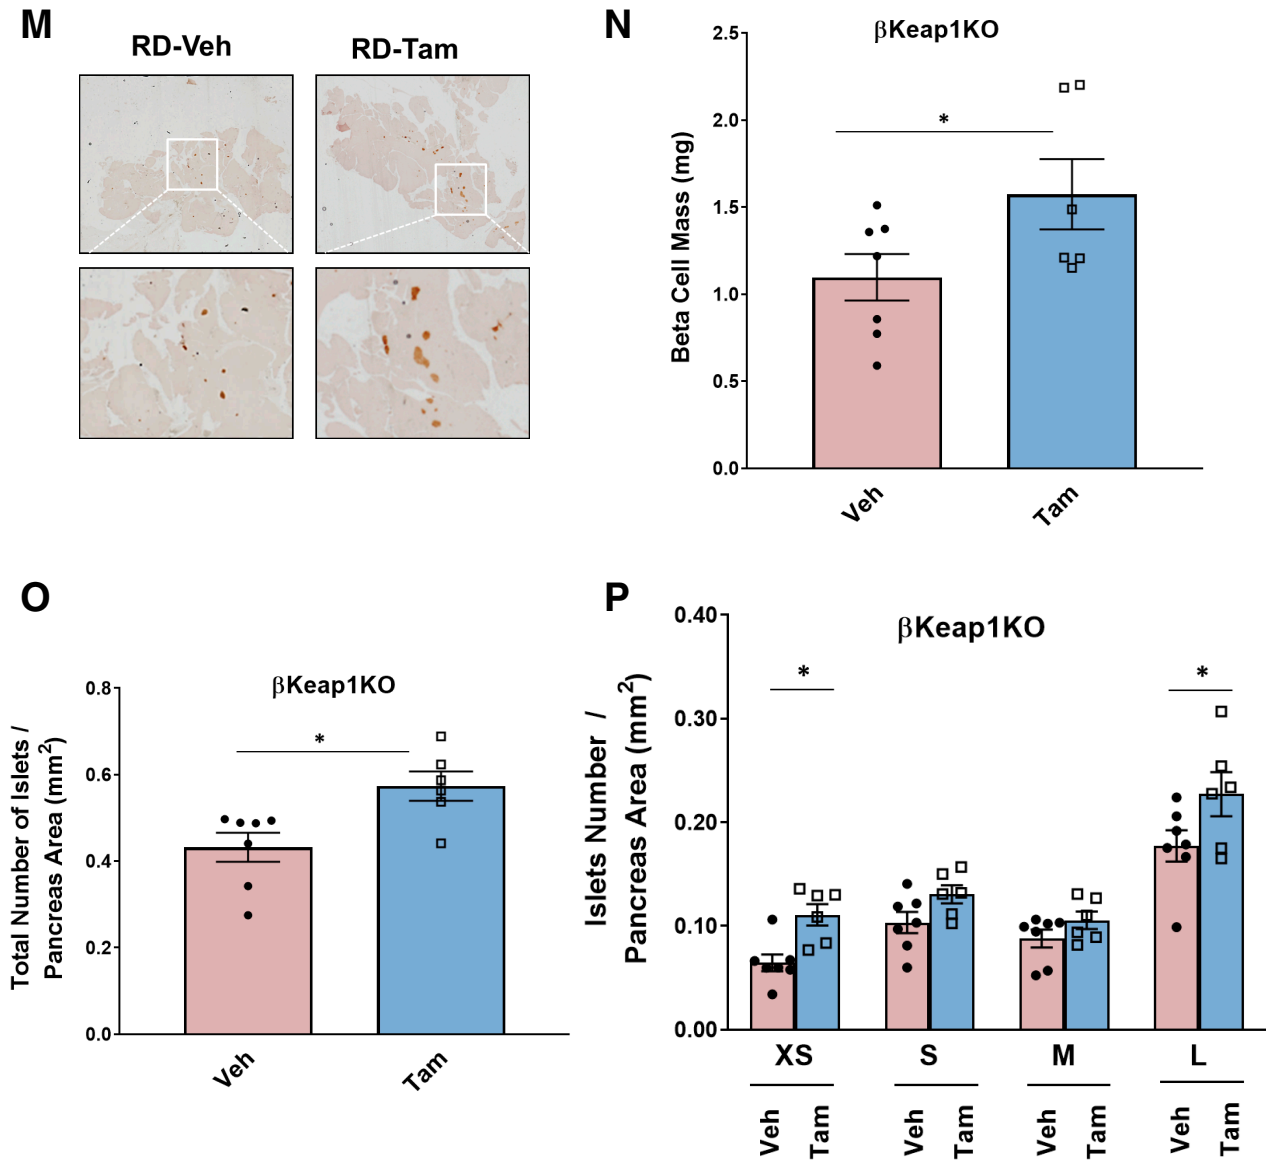 M
RD-Veh
RD-Tam
N
βKeap1KO
Beta Cell Mass (mg)
2.5
2.0
1.5
1.0
0.5
0.0
*
Veh
Tam
O
βKeap1KO
Total Number of Islets /
Pancreas Area (mm²)
0.8
0.6
0.4
0.2
0.0
*
Veh
Tam
P
βKeap1KO
Islets Number /
Pancreas Area (mm²)
0.40
0.30
0.20
0.10
0.00
*
*
XS
S
M
L
Veh
Tam
Veh
Tam
Veh
Tam
Veh
Tam